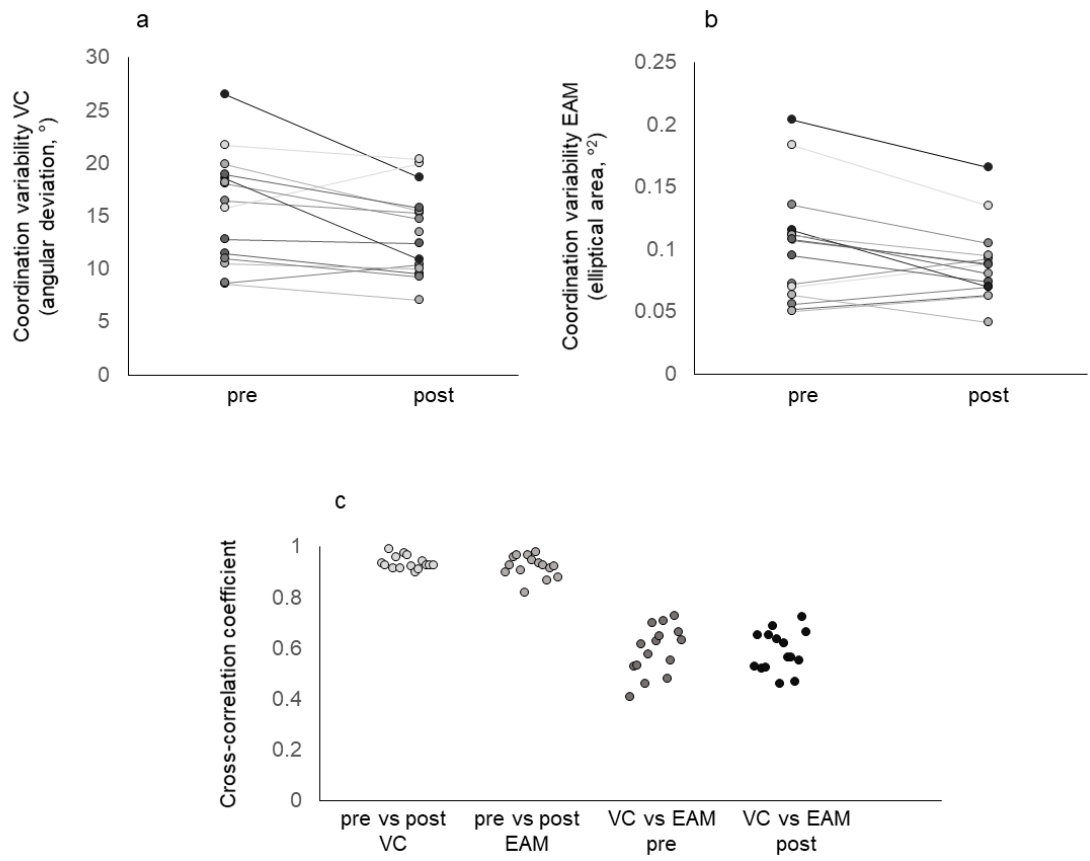 a
Coordination variability VC
(angular deviation, °)
30
25
20
15
10
5
0
pre
post
b
Coordination variability EAM
(elliptical area, °2)
0.25
0.2
0.15
0.1
0.05
0
pre
post
c
Cross-correlation coefficient
1
0.8
0.6
0.4
0.2
0
pre vs post
VC
pre vs post
EAM
VC vs EAM
pre
VC vs EAM
post